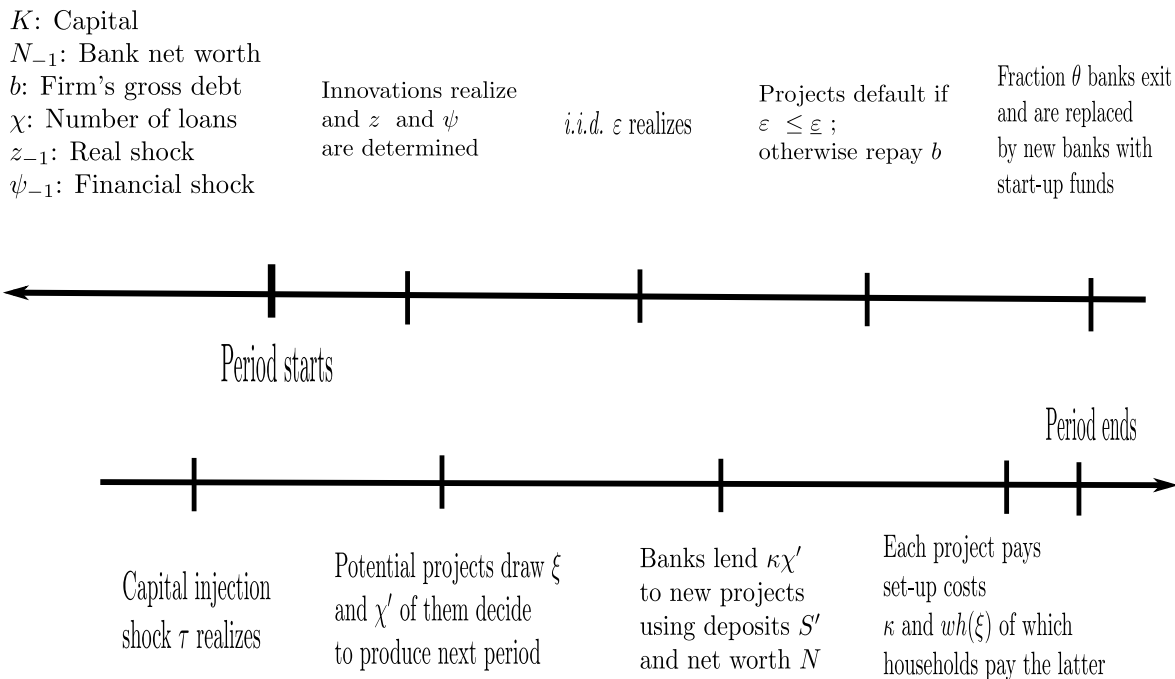 K: Capital
N₋₁: Bank net worth
b: Firm's gross debt
χ: Number of loans
z₋₁: Real shock
ψ₋₁: Financial shock
Innovations realize
and z and ψ
are determined
i.i.d. ε realizes
Projects default if
ε ≤ ε̲ ;
otherwise repay b
Fraction θ banks exit
and are replaced
by new banks with
start-up funds
Period starts
Period ends
Capital injection
shock τ realizes
Potential projects draw ξ
and χ′ of them decide
to produce next period
Banks lend κχ′
to new projects
using deposits S′
and net worth N
Each project pays
set-up costs
κ and wh(ξ) of which
households pay the latter